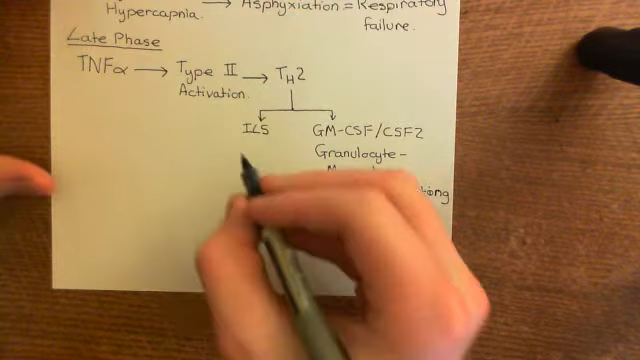 Hypercapnia. → Asphyxiation = Respiratory
failure.
Late Phase
TNFα → Type II → TH2
Activation.
IL5 GM-CSF/CSF2
Granulocyte-